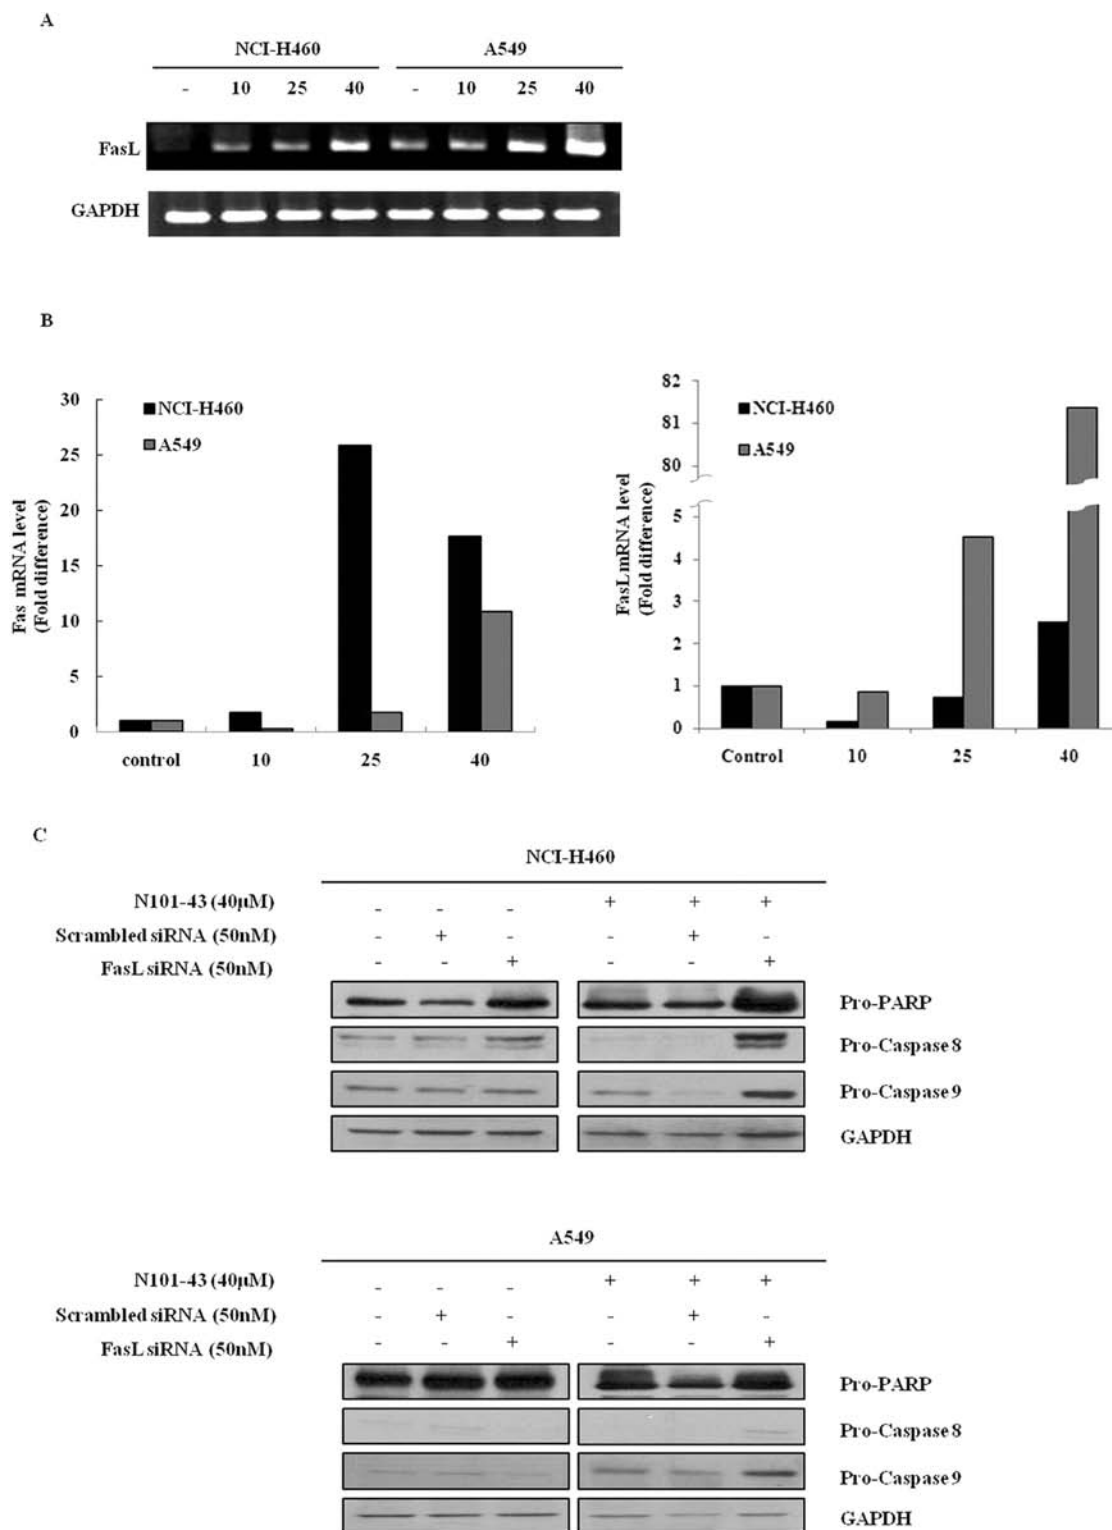 A
NCI-H460 A549
- 10 25 40 - 10 25 40
FasL
GAPDH
B
30
25
20
15
10
5
0
Fas mRNA level
(Fold difference)
NCI-H460
A549
control 10 25 40
82
81
80
5
4
3
2
1
0
FasL mRNA level
(Fold difference)
NCI-H460
A549
Control 10 25 40
C
NCI-H460
N101-43 (40µM) - - - + + +
Scrambled siRNA (50nM) - + - - + -
FasL siRNA (50nM) - - + - - +
Pro-PARP
Pro-Caspase 8
Pro-Caspase 9
GAPDH
A549
N101-43 (40µM) - - - + + +
Scrambled siRNA (50nM) - + - - + -
FasL siRNA (50nM) - - + - - +
Pro-PARP
Pro-Caspase 8
Pro-Caspase 9
GAPDH